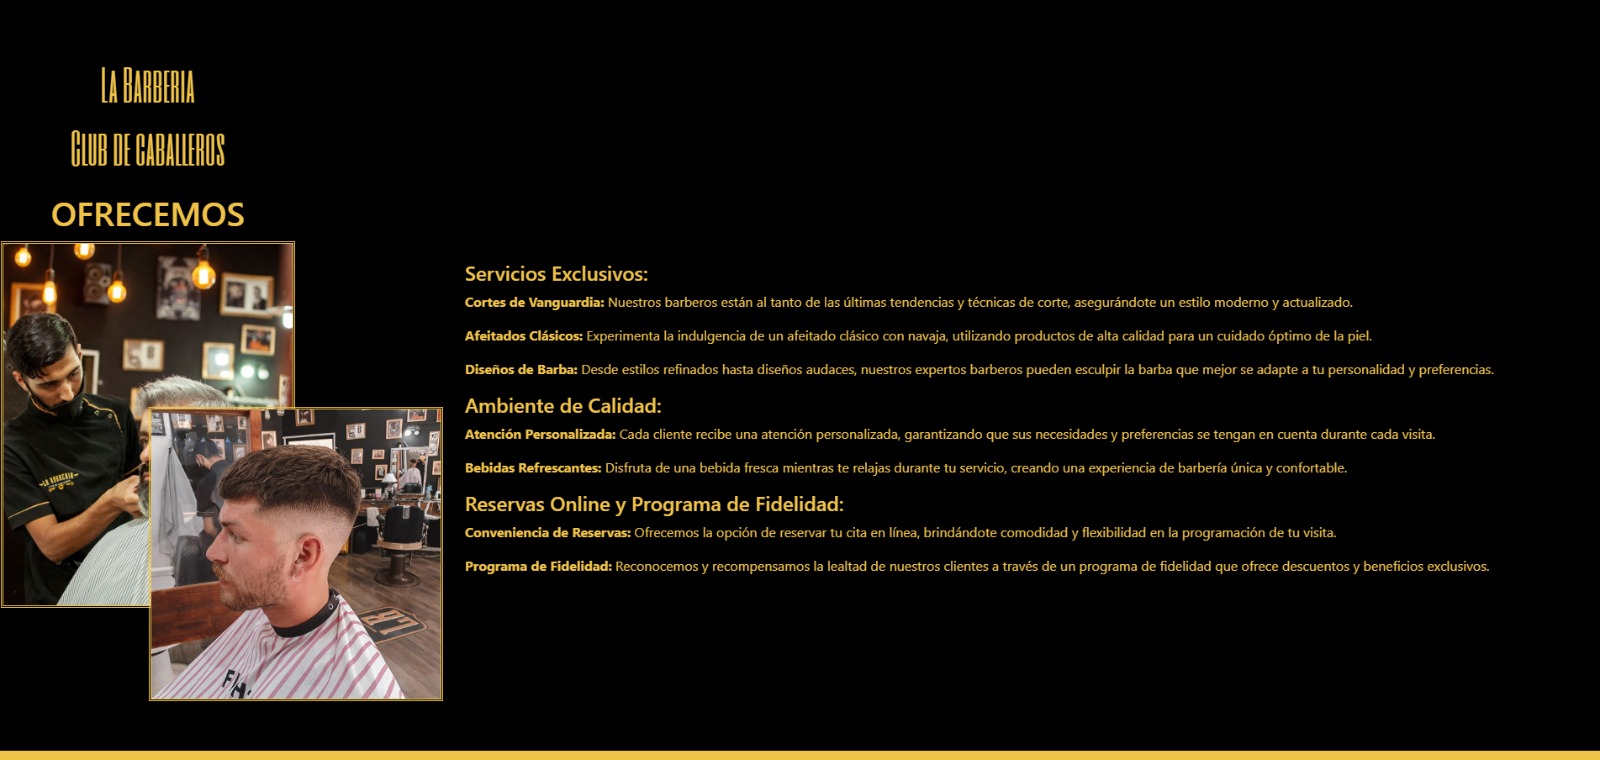 La Barberia
Club de caballeros
OFRECEMOS
Servicios Exclusivos:
Cortes de Vanguardia: Nuestros barberos están al tanto de las últimas tendencias y técnicas de corte, asegurándote un estilo moderno y actualizado.
Afeitados Clásicos: Experimenta la indulgencia de un afeitado clásico con navaja, utilizando productos de alta calidad para un cuidado óptimo de la piel.
Diseños de Barba: Desde estilos refinados hasta diseños audaces, nuestros expertos barberos pueden esculpir la barba que mejor se adapte a tu personalidad y preferencias.
Ambiente de Calidad:
Atención Personalizada: Cada cliente recibe una atención personalizada, garantizando que sus necesidades y preferencias se tengan en cuenta durante cada visita.
Bebidas Refrescantes: Disfruta de una bebida fresca mientras te relajas durante tu servicio, creando una experiencia de barbería única y confortable.
Reservas Online y Programa de Fidelidad:
Conveniencia de Reservas: Ofrecemos la opción de reservar tu cita en línea, brindándote comodidad y flexibilidad en la programación de tu visita.
Programa de Fidelidad: Reconocemos y recompensamos la lealtad de nuestros clientes a través de un programa de fidelidad que ofrece descuentos y beneficios exclusivos.
LA BARBERIA
LB